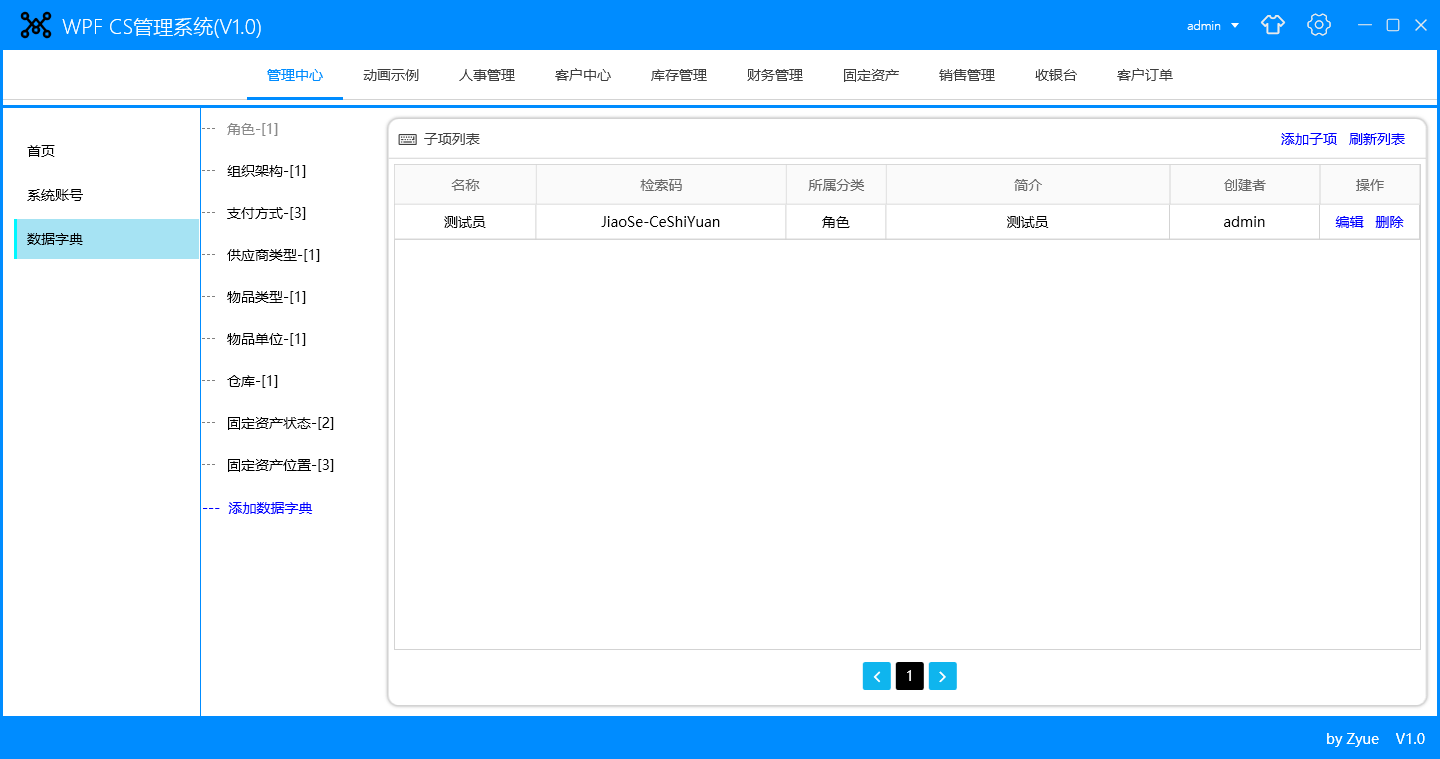 WPF CS管理系统(V1.0)
admin
管理中心 动画示例 人事管理 客户中心 库存管理 财务管理 固定资产 销售管理 收银台 客户订单
首页
系统账号
数据字典
角色-[1]
组织架构-[1]
支付方式-[3]
供应商类型-[1]
物品类型-[1]
物品单位-[1]
仓库-[1]
固定资产状态-[2]
固定资产位置-[3]
--- 添加数据字典
子项列表
添加子项 刷新列表
名称 检索码 所属分类 简介 创建者 操作
测试员 JiaoSe-CeShiYuan 角色 测试员 admin 编辑 删除
1
by Zyue V1.0